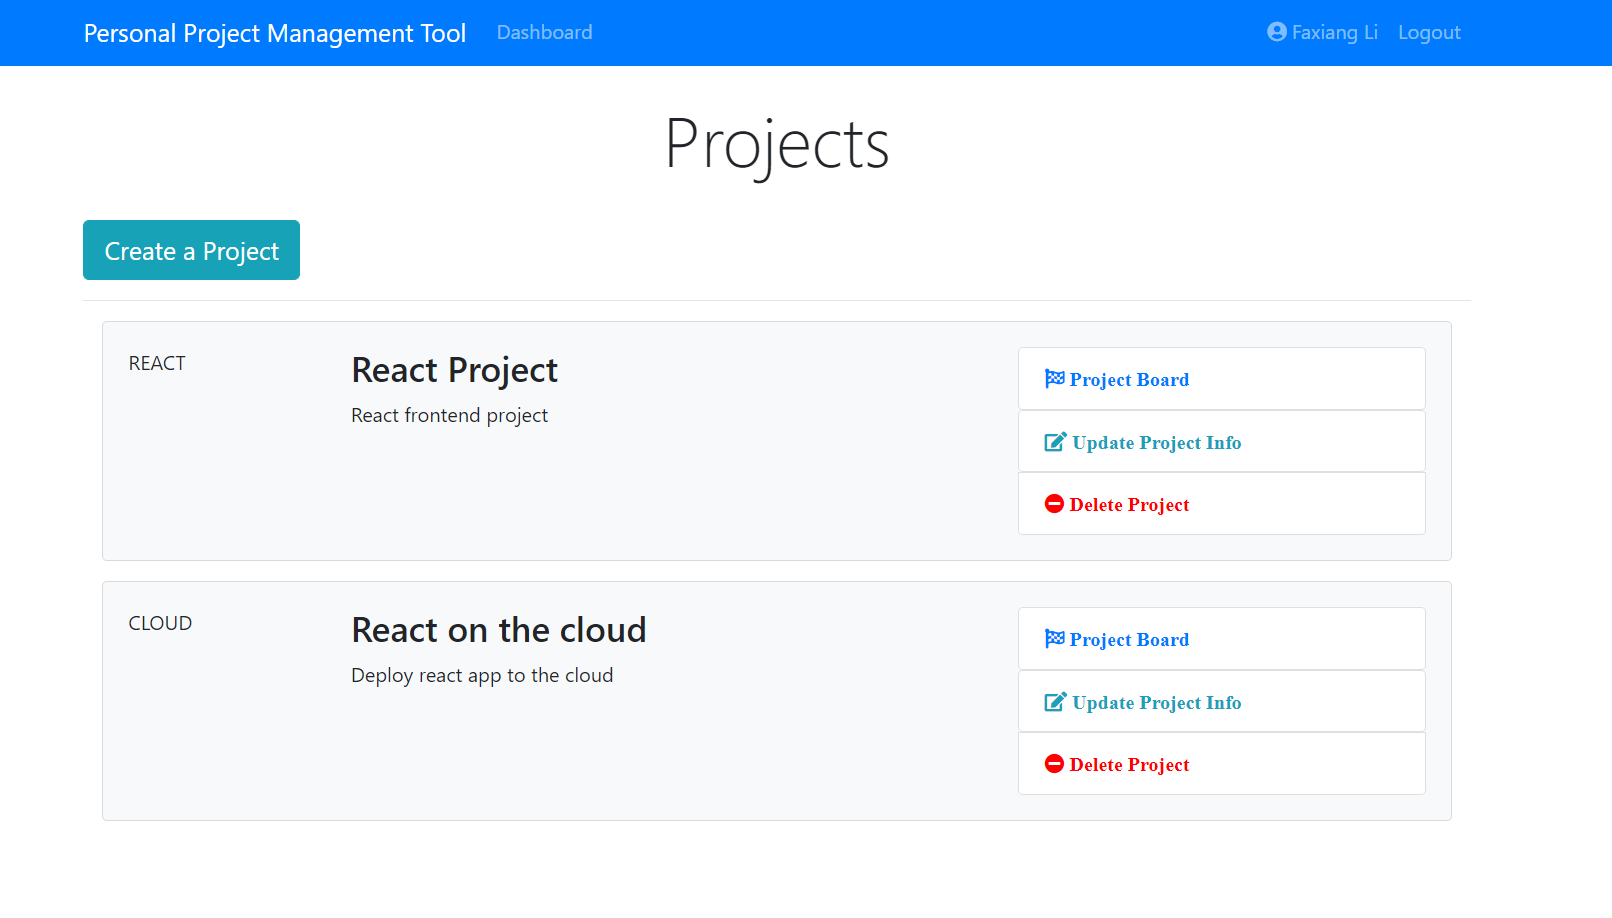 Personal Project Management Tool Dashboard Faxiang Li Logout
Projects
Create a Project
REACT
React Project
React frontend project
Project Board
Update Project Info
Delete Project
CLOUD
React on the cloud
Deploy react app to the cloud
Project Board
Update Project Info
Delete Project